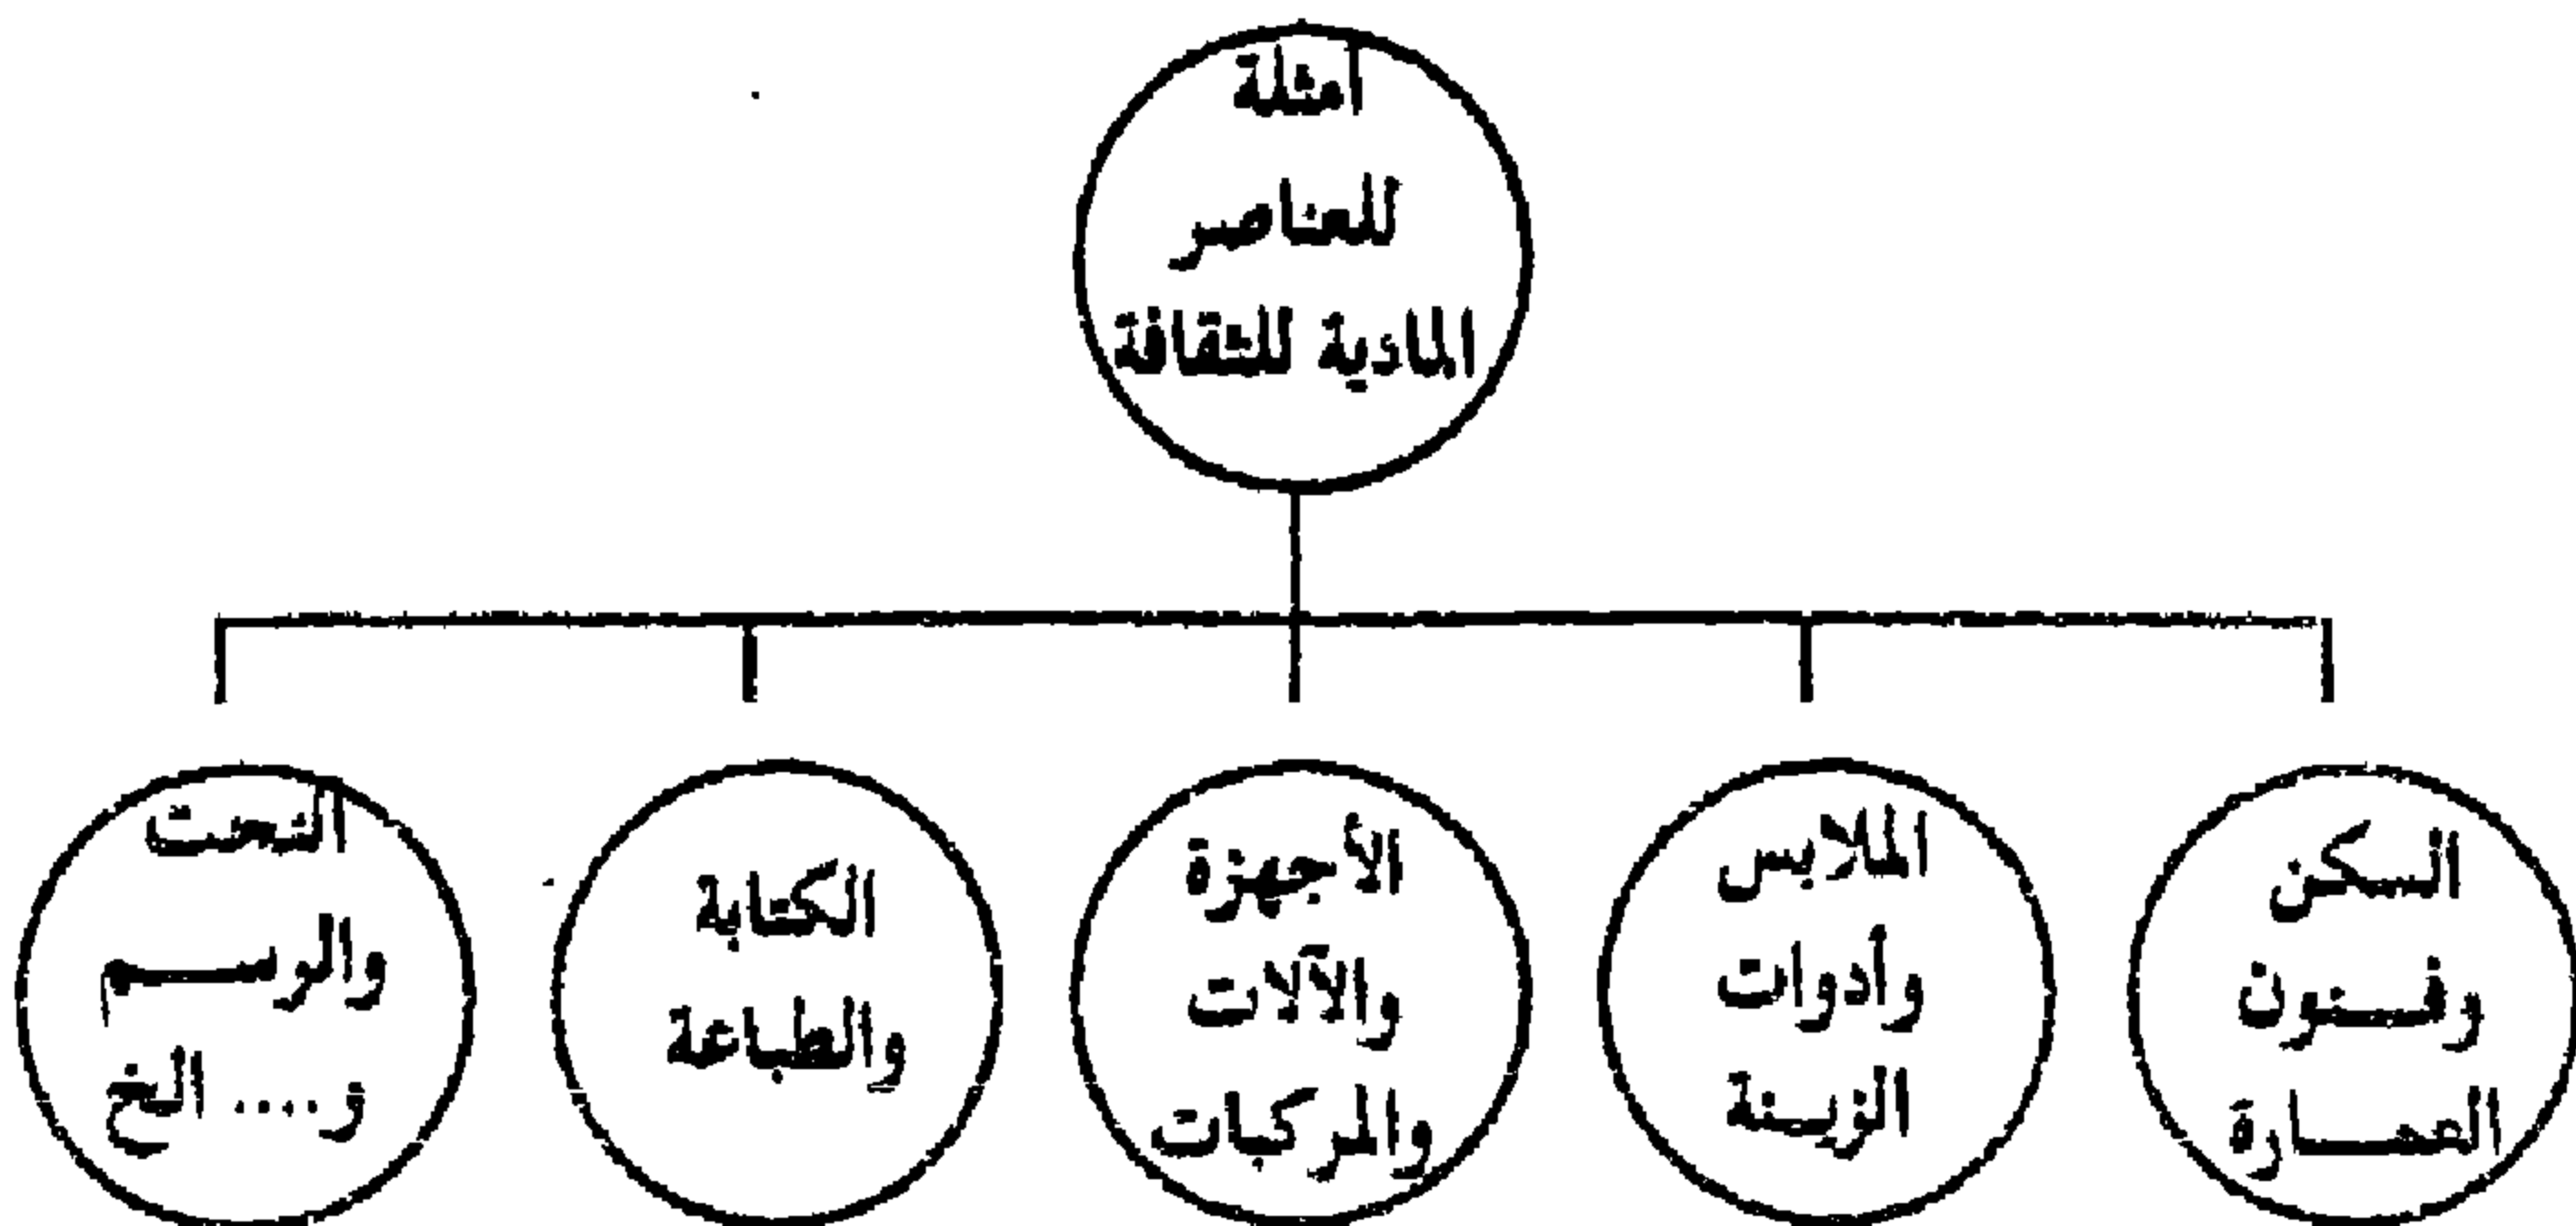 أمثلة
للعناصر
المادية للثقافة
السكن
وفنون
العمارة
الملابس
وأدوات
الزينة
الأجهزة
والآلات
والمركبات
الكتابة
والطباعة
النحت
والرسم
و.... الخ